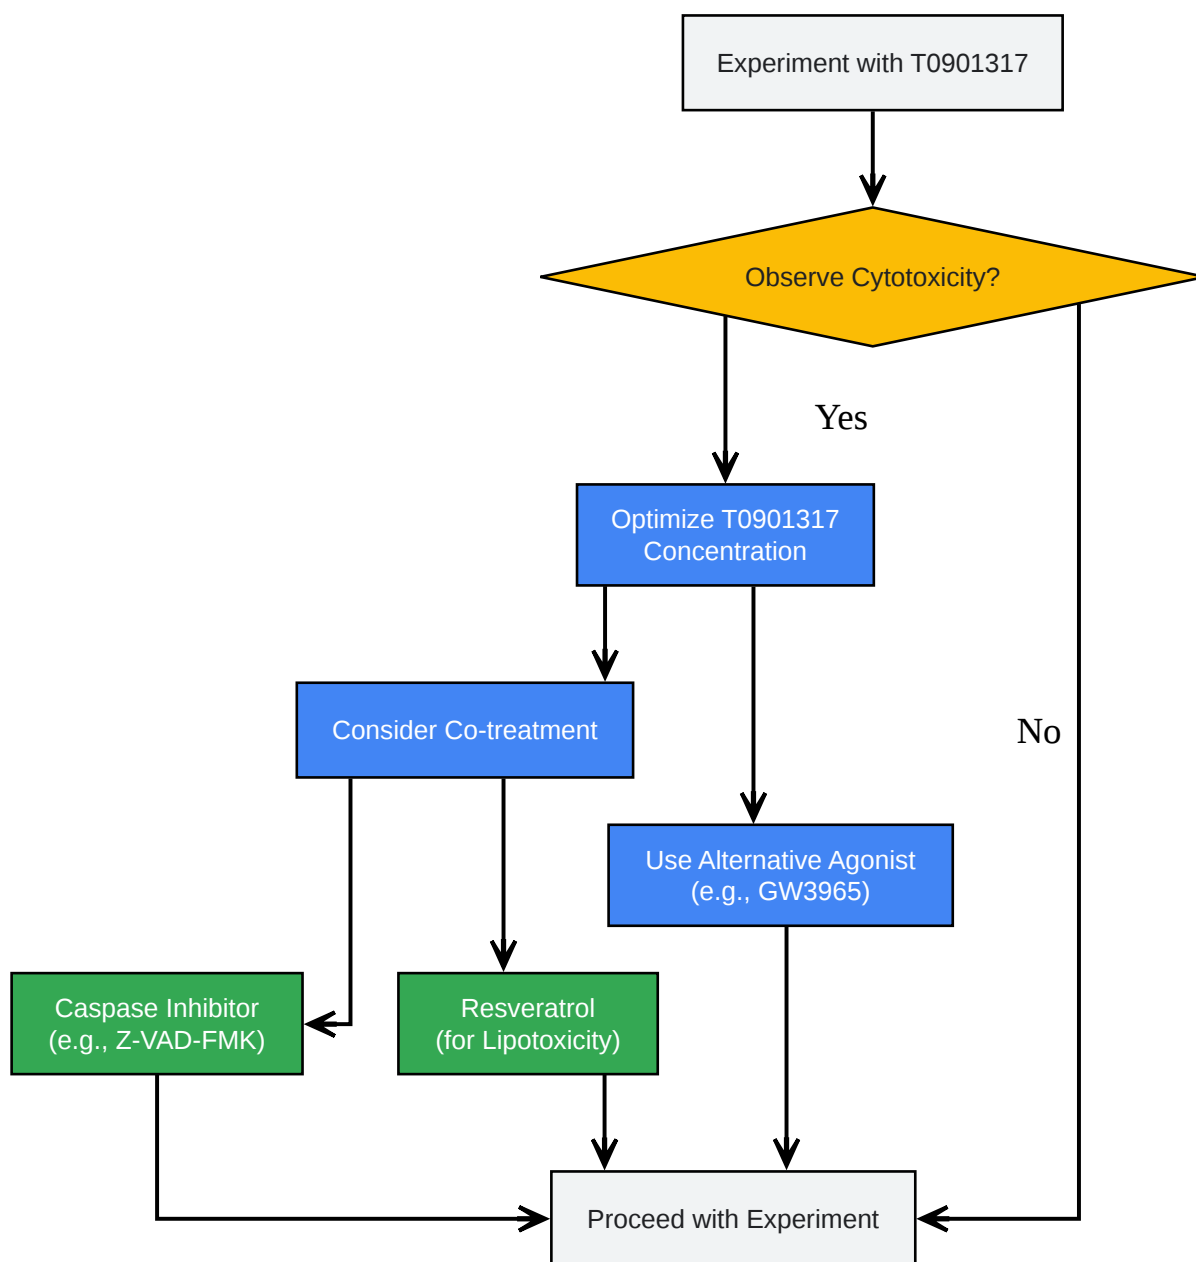 Experiment with T0901317
Observe Cytotoxicity?
Yes
Optimize T0901317
Concentration
Consider Co-treatment
No
Use Alternative Agonist
(e.g., GW3965)
Caspase Inhibitor
(e.g., Z-VAD-FMK)
Resveratrol
(for Lipotoxicity)
Proceed with Experiment